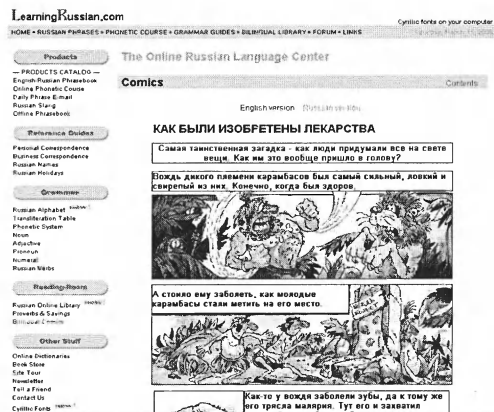 LearningRussian.com
Cyrillic fonts on your computer
HOME • RUSSIAN PHRASES • PHONETIC COURSE • GRAMMAR GUIDES • BILINGUAL LIBRARY • FORUM • LINKS
Products
— PRODUCTS CATALOG —
English-Russian Phrasebook
Online Phonetic Course
Daily Phrase E-mail
Russian Slang
Offline Phrasebook
Reference Guides
Personal Correspondence
Business Correspondence
Russian Names
Russian Holidays
Grammar
Russian Alphabet
Transliteration Table
Phonetic System
Noun
Adjective
Pronoun
Numeral
Russian Verbs
Reading-Room
Russian Online Library
Proverbs & Sayings
Bilingual Comics
Other Stuff
Online Dictionaries
Book Store
Site Tour
Newsletter
Tell a Friend
Contact Us
Cyrillic Fonts
The Online Russian Language Center
Comics
Contents
English version Russian version
КАК БЫЛИ ИЗОБРЕТЕНЫ ЛЕКАРСТВА
Самая таинственная загадка - как люди придумали все на свете
вещи. Как им это вообще пришло в голову?
Вождь дикого племени карамбасов был самый сильный, ловкий и
свирепый из них. Конечно, когда был здоров.
А стоило ему заболеть, как молодые
карамбасы стали метить на его место.
Как-то у вождя заболели зубы, да к тому же
его трясла малярия. Тут его и захватил